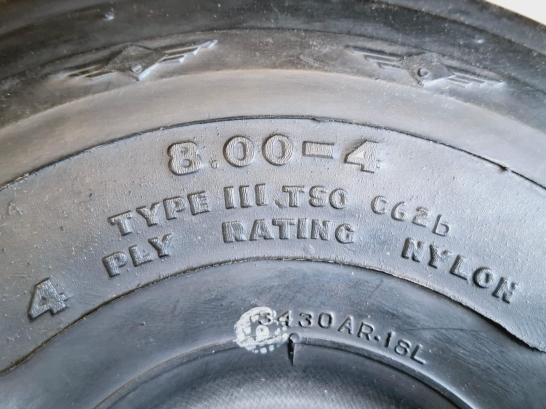 8.00-4
TYPE III.TSO C62b
4 PLY RATING NYLON
3430AR.18L